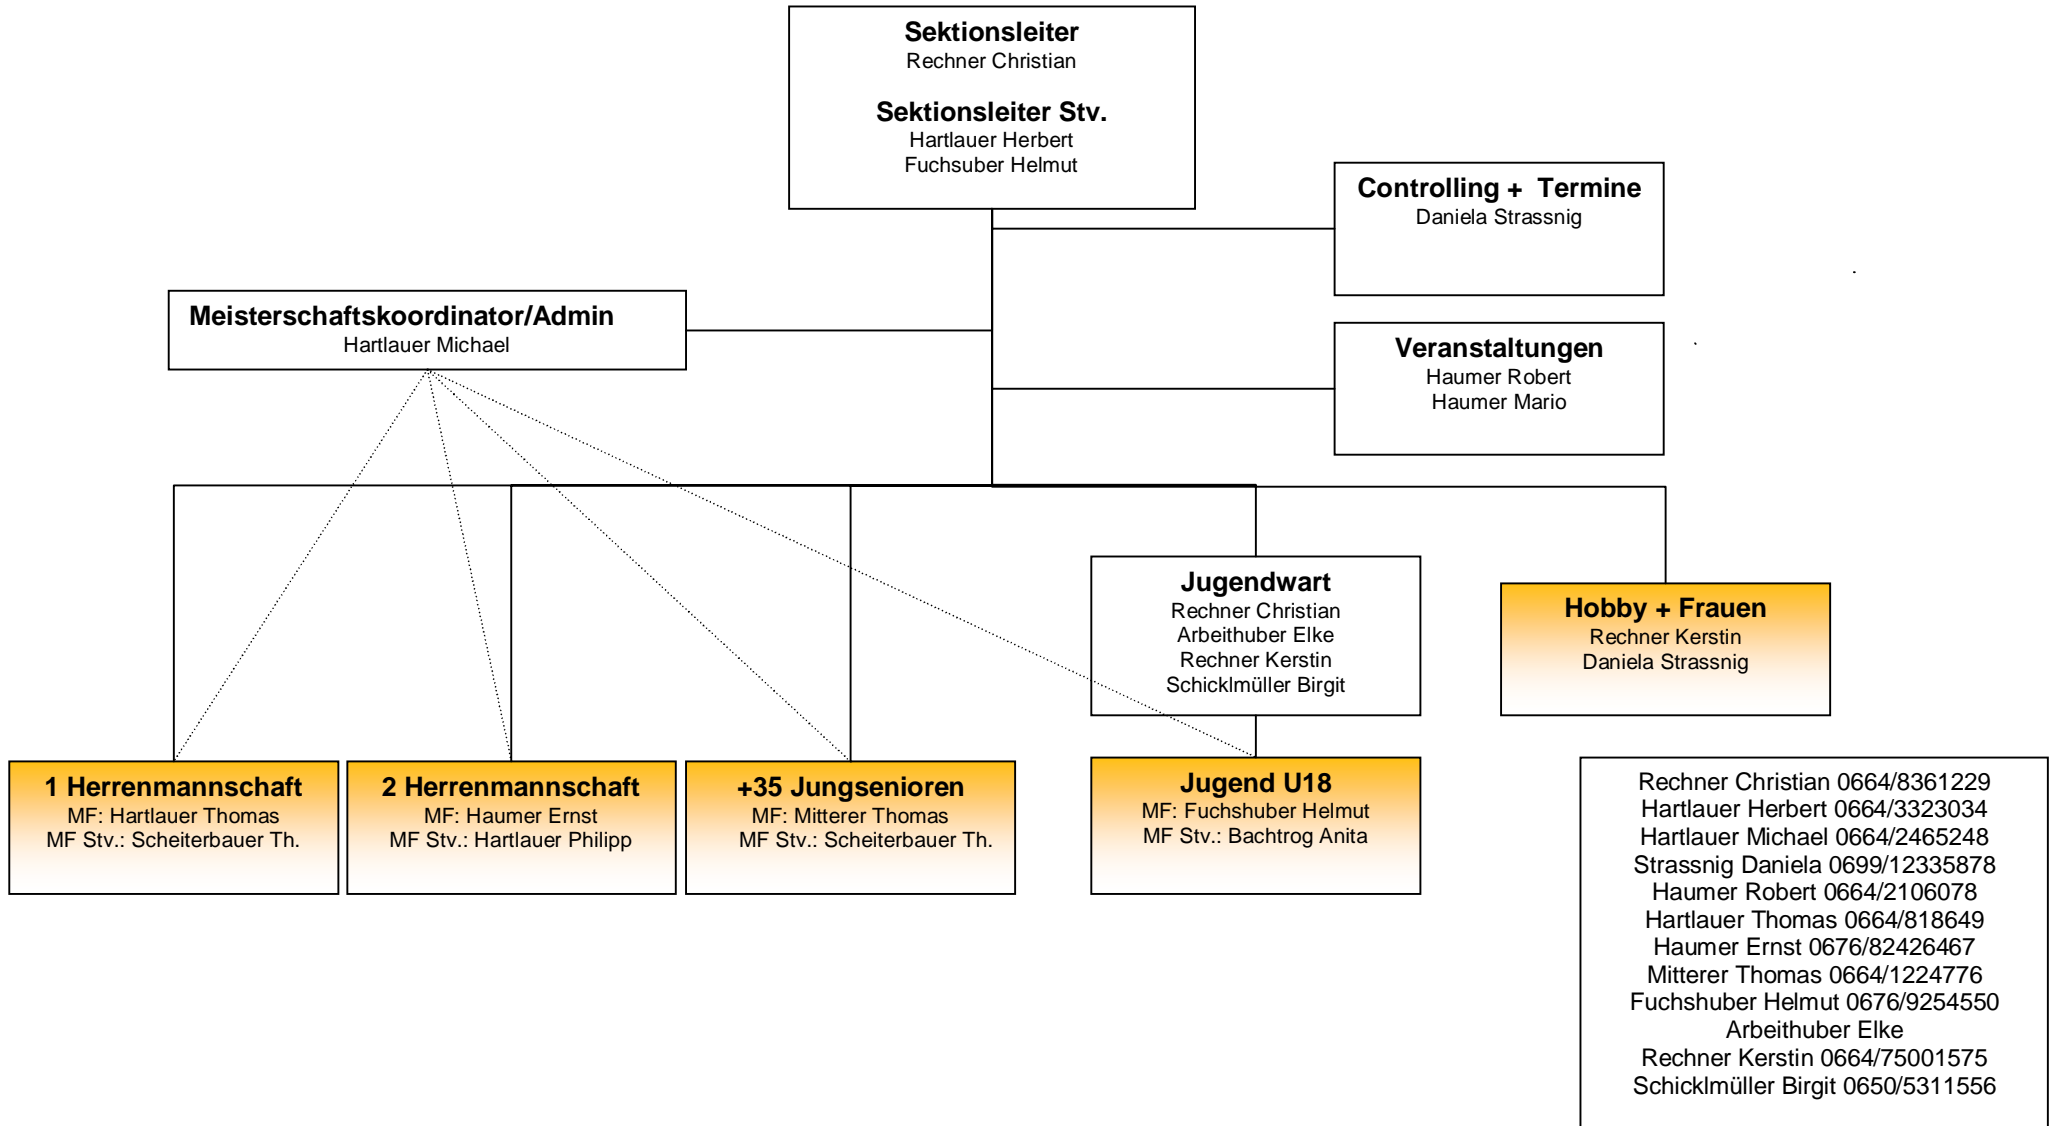 Sektionsleiter
Rechner Christian
Sektionsleiter Stv.
Hartlauer Herbert
Fuchsuber Helmut
Controlling + Termine
Daniela Strassnig
Meisterschaftskoordinator/Admin
Hartlauer Michael
Veranstaltungen
Haumer Robert
Haumer Mario
Jugendwart
Rechner Christian
Arbeithuber Elke
Rechner Kerstin
Schicklmüller Birgit
Hobby + Frauen
Rechner Kerstin
Daniela Strassnig
1 Herrenmannschaft
MF: Hartlauer Thomas
MF Stv.: Scheiterbauer Th.
2 Herrenmannschaft
MF: Haumer Ernst
MF Stv.: Hartlauer Philipp
+35 Jungsenioren
MF: Mitterer Thomas
MF Stv.: Scheiterbauer Th.
Jugend U18
MF: Fuchshuber Helmut
MF Stv.: Bachtrog Anita
Rechner Christian 0664/8361229
Hartlauer Herbert 0664/3323034
Hartlauer Michael 0664/2465248
Strassnig Daniela 0699/12335878
Haumer Robert 0664/2106078
Hartlauer Thomas 0664/818649
Haumer Ernst 0676/82426467
Mitterer Thomas 0664/1224776
Fuchshuber Helmut 0676/9254550
Arbeithuber Elke
Rechner Kerstin 0664/75001575
Schicklmüller Birgit 0650/5311556